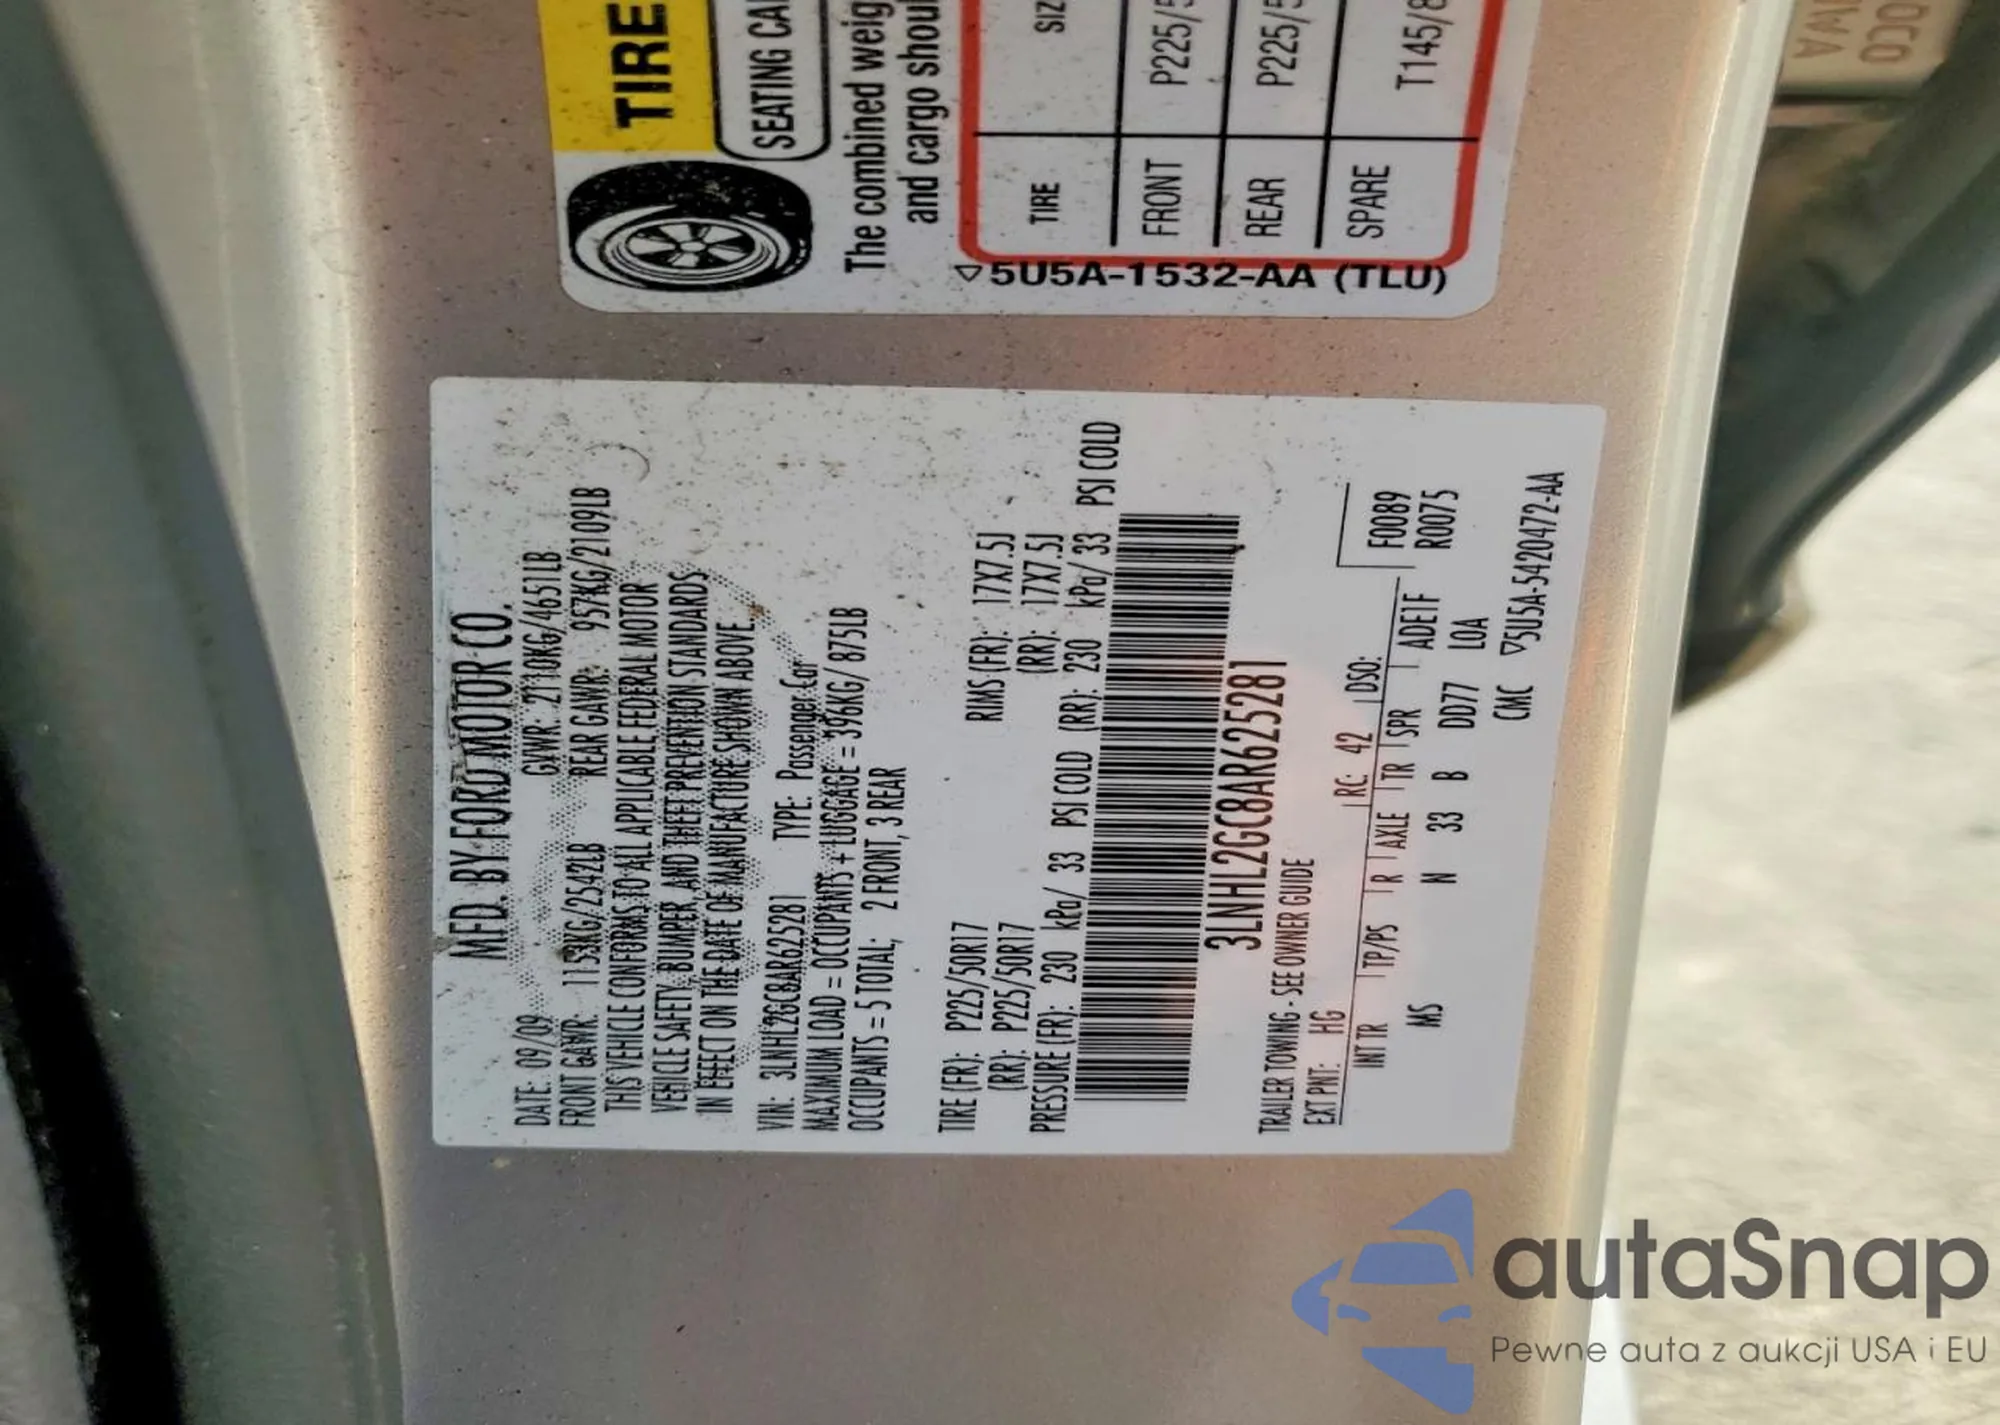 MFD. BY FORD MOTOR CO.
DATE: 09/09 GVWR: 2110KG/4651LB
FRONT GAWR: 1153KG/2542LB REAR GAWR: 957KG/2109LB
THIS VEHICLE CONFORMS TO ALL APPLICABLE FEDERAL MOTOR
VEHICLE SAFETY, BUMPER, AND THEFT PREVENTION STANDARDS
IN EFFECT ON THE DATE OF MANUFACTURE SHOWN ABOVE.
VIN: 3LNHL2GC8AR625281 TYPE: Passenger Car
MAXIMUM LOAD = OCCUPANTS + LUGGAGE = 396KG/ 875LB
OCCUPANTS = 5 TOTAL; 2 FRONT, 3 REAR
TIRE (FR): P225/50R17 RIMS (FR): 17X7.5J
(RR): P225/50R17 (RR): 17X7.5J
PRESSURE (FR): 230 kPa/ 33 PSI COLD (RR): 230 kPa/ 33 PSI COLD
3LNHL2GC8AR625281
TRAILER TOWING - SEE OWNER GUIDE
EXT PNT: HG RC: 42 DSO:
INT TR TP/PS R AXLE TR SPR ADE1F F0089
MS N 33 B DD77 LOA R0075
CMC ▽5U5A-5420472-AA
TIRE
SEATING CA
The combined weig
and cargo shoul
TIRE SIZ
FRONT P225/5
REAR P225/5
SPARE T145/8
▽5U5A-1532-AA (TLU)
autaSnap
Pewne auta z aukcji USA i EU